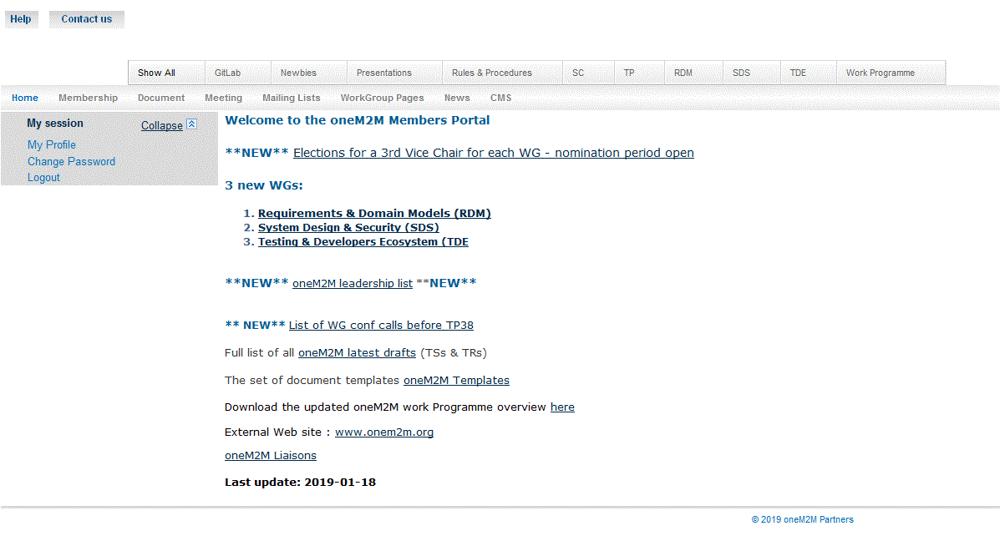 Help Contact us
Show All GitLab Newbies Presentations Rules & Procedures SC TP RDM SDS TDE Work Programme
Home Membership Document Meeting Mailing Lists WorkGroup Pages News CMS
My session Collapse
My Profile
Change Password
Logout
Welcome to the oneM2M Members Portal
**NEW** Elections for a 3rd Vice Chair for each WG - nomination period open
3 new WGs:
1. Requirements & Domain Models (RDM)
2. System Design & Security (SDS)
3. Testing & Developers Ecosystem (TDE
**NEW** oneM2M leadership list **NEW**
** NEW** List of WG conf calls before TP38
Full list of all oneM2M latest drafts (TSs & TRs)
The set of document templates oneM2M Templates
Download the updated oneM2M work Programme overview here
External Web site : www.onem2m.org
oneM2M Liaisons
Last update: 2019-01-18
© 2019 oneM2M Partners